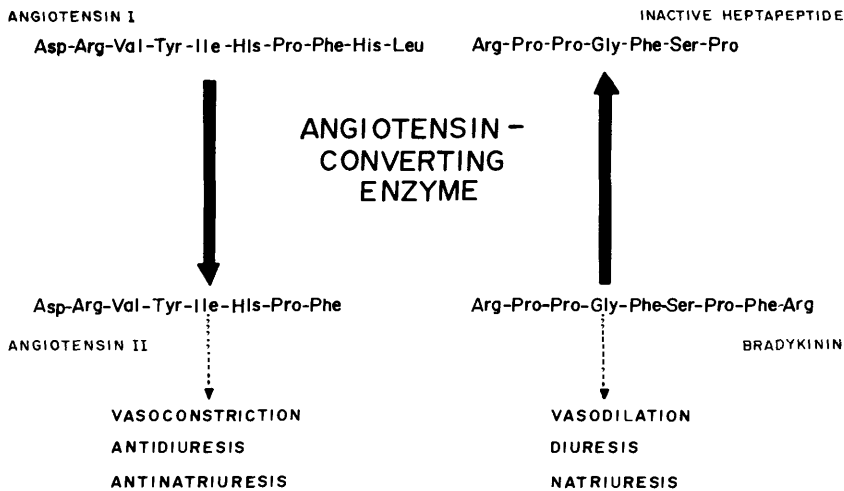 ANGIOTENSIN I
INACTIVE HEPTAPEPTIDE
Asp-Arg-Val-Tyr-Ile-His-Pro-Phe-His-Leu
Arg-Pro-Pro-Gly-Phe-Ser-Pro
ANGIOTENSIN-
CONVERTING
ENZYME
Asp-Arg-Val-Tyr-Ile-His-Pro-Phe
Arg-Pro-Pro-Gly-Phe-Ser-Pro-Phe-Arg
ANGIOTENSIN II
BRADYKININ
VASOCONSTRICTION
ANTIDIURESIS
ANTINATRIURESIS
VASODILATION
DIURESIS
NATRIURESIS